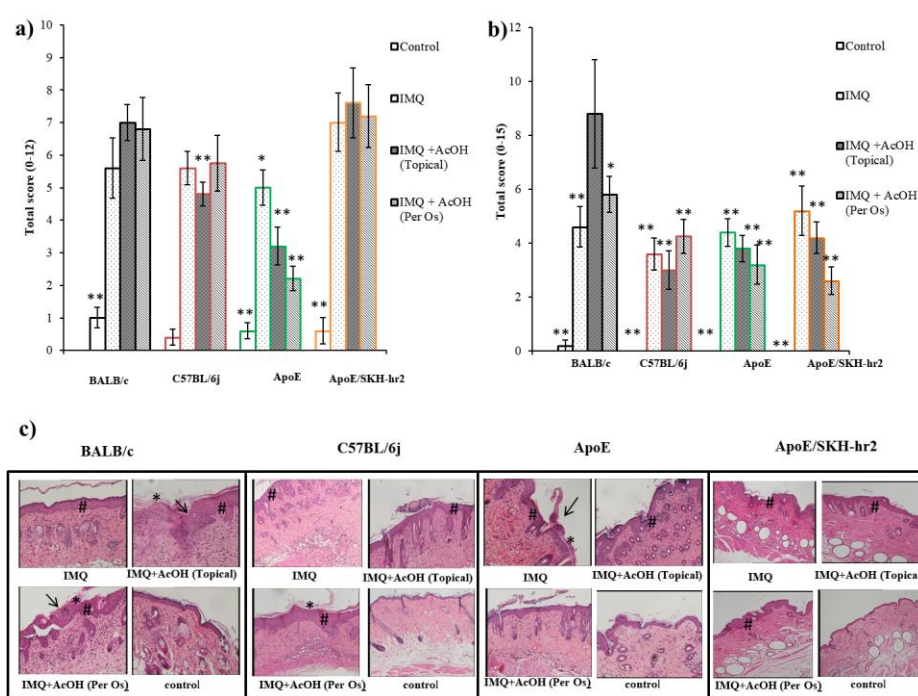 a)
Total score (0-12)
10
9
8
7
6
5
4
3
2
1
0
**
**
**
*
**
**
**
BALB/c
C57BL/6j
ApoE
ApoE/SKH-hr2
Control
IMQ
IMQ +AcOH
(Topical)
IMQ + AcOH
(Per Os)
b)
Total score (0-15)
12
10
8
6
4
2
0
**
**
*
**
**
**
**
**
**
**
**
**
**
**
**
BALB/c
C57BL/6j
ApoE
ApoE/SKH-hr2
Control
IMQ
IMQ +AcOH
(Topical)
IMQ + AcOH
(Per Os)
c)
BALB/c
C57BL/6j
ApoE
ApoE/SKH-hr2
#
* #
#
#
# *
#
#
#
IMQ
IMQ+AcOH (Topical)
IMQ
IMQ+AcOH (Topical)
IMQ
IMQ+AcOH (Topical)
IMQ
IMQ+AcOH (Topical)
* #
*
#
#
IMQ+AcOH (Per Os)
control
IMQ+AcOH (Per Os)
control
IMQ+AcOH (Per Os)
control
IMQ+AcOH (Per Os)
control